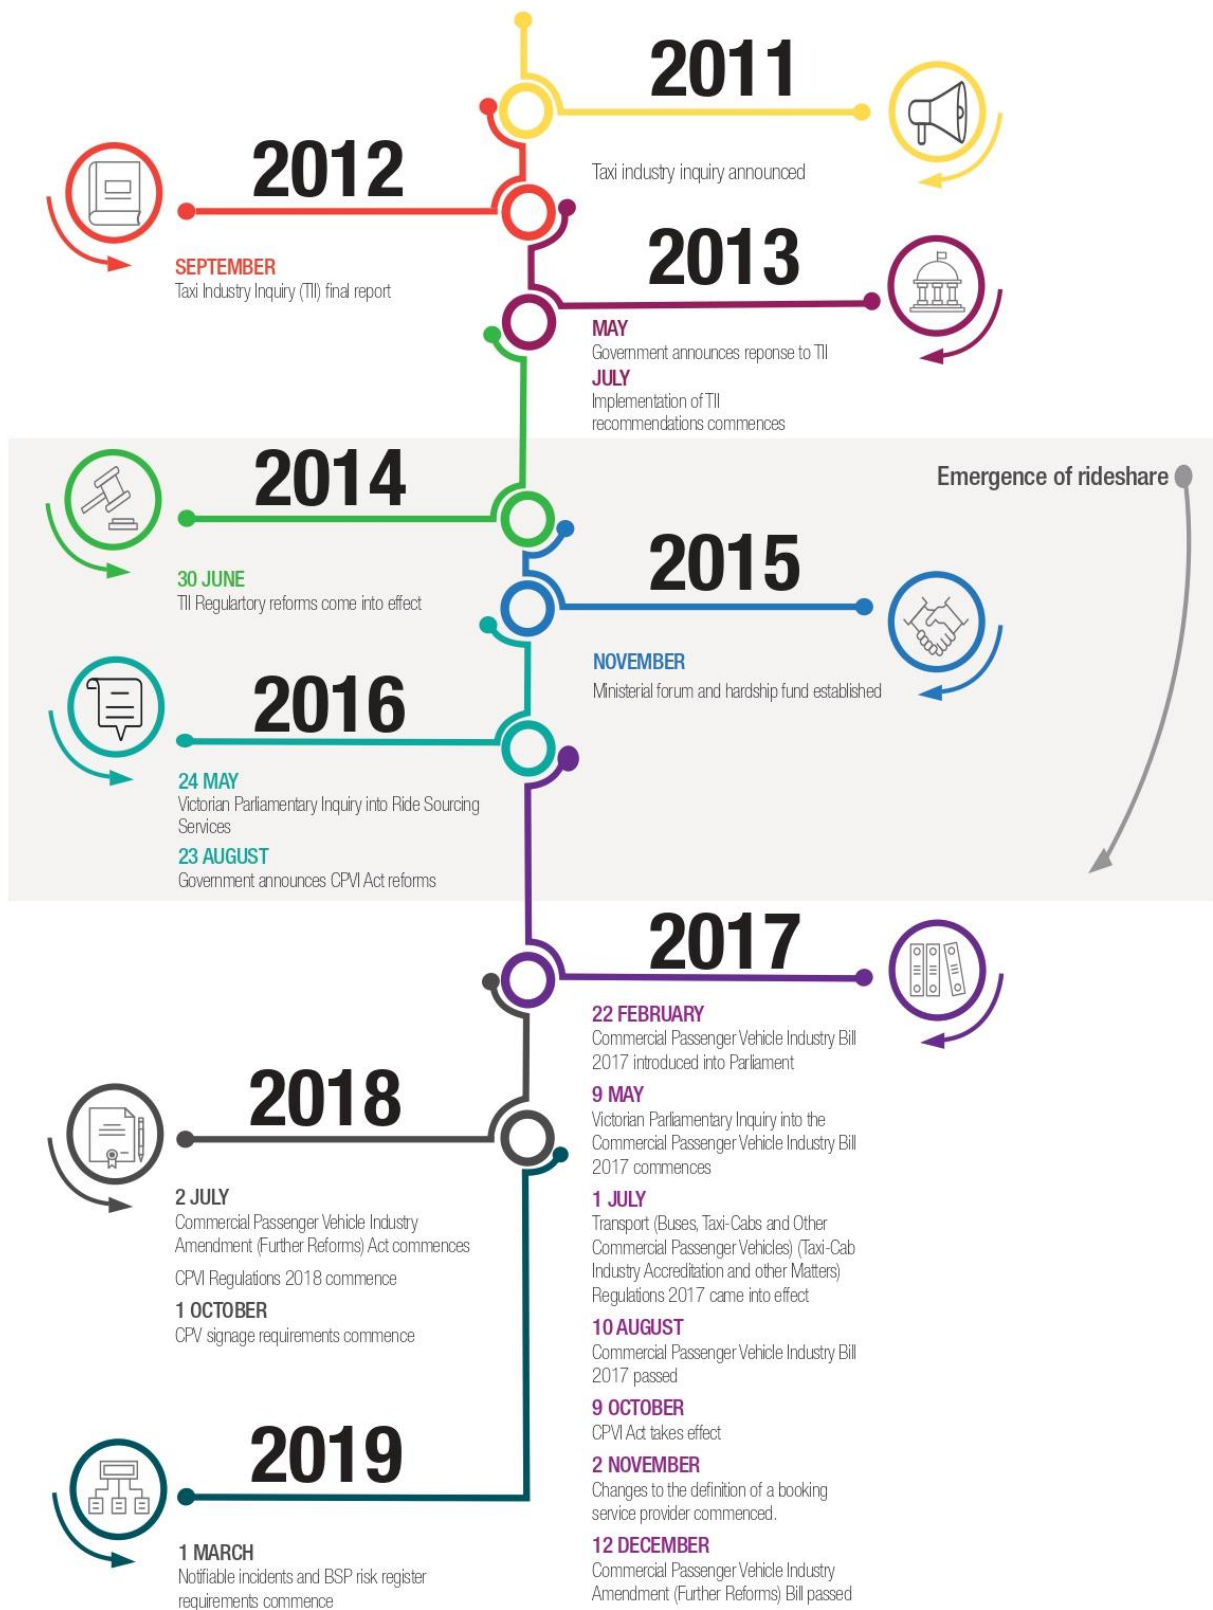 2011
Taxi industry inquiry announced
2012
SEPTEMBER
Taxi Industry Inquiry (TII) final report
2013
MAY
Government announces reponse to TII
JULY
Implementation of TII
recommendations commences
Emergence of rideshare
2014
30 JUNE
TII Regulartory reforms come into effect
2015
NOVEMBER
Ministerial forum and hardship fund established
2016
24 MAY
Victorian Parliamentary Inquiry into Ride Sourcing
Services
23 AUGUST
Government announces CPVI Act reforms
2017
22 FEBRUARY
Commercial Passenger Vehicle Industry Bill
2017 introduced into Parliament
9 MAY
Victorian Parliamentary Inquiry into the
Commercial Passenger Vehicle Industry Bill
2017 commences
1 JULY
Transport (Buses, Taxi-Cabs and Other
Commercial Passenger Vehicles) (Taxi-Cab
Industry Accreditation and other Matters)
Regulations 2017 came into effect
10 AUGUST
Commercial Passenger Vehicle Industry Bill
2017 passed
9 OCTOBER
CPVI Act takes effect
2 NOVEMBER
Changes to the definition of a booking
service provider commenced.
12 DECEMBER
Commercial Passenger Vehicle Industry
Amendment (Further Reforms) Bill passed
2018
2 JULY
Commercial Passenger Vehicle Industry
Amendment (Further Reforms) Act commences
CPVI Regulations 2018 commence
1 OCTOBER
CPV signage requirements commence
2019
1 MARCH
Notifiable incidents and BSP risk register
requirements commence